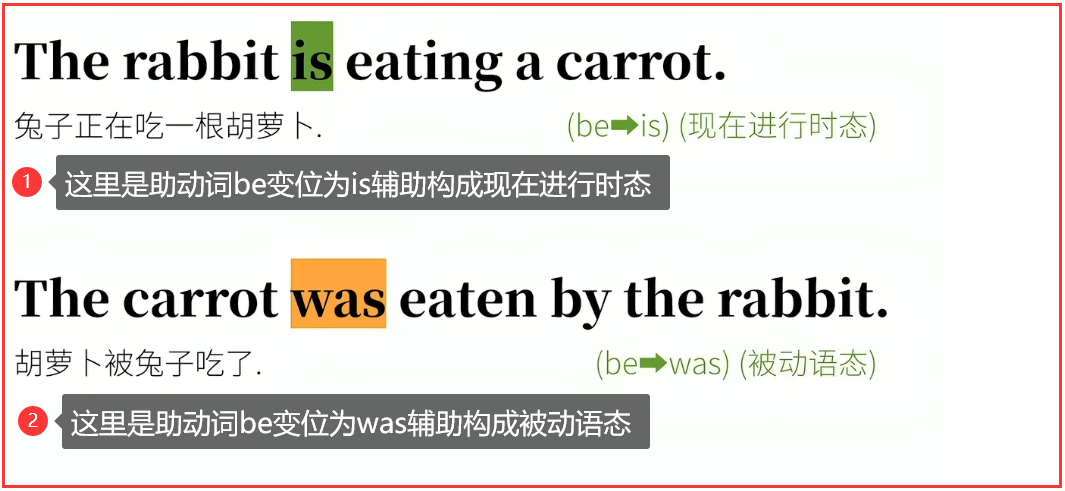 The rabbit is eating a carrot.
兔子正在吃一根胡萝卜.
(be➡is) (现在进行时态)
1 这里是助动词be变位为is辅助构成现在进行时态
The carrot was eaten by the rabbit.
胡萝卜被兔子吃了.
(be➡was) (被动语态)
2 这里是助动词be变位为was辅助构成被动语态